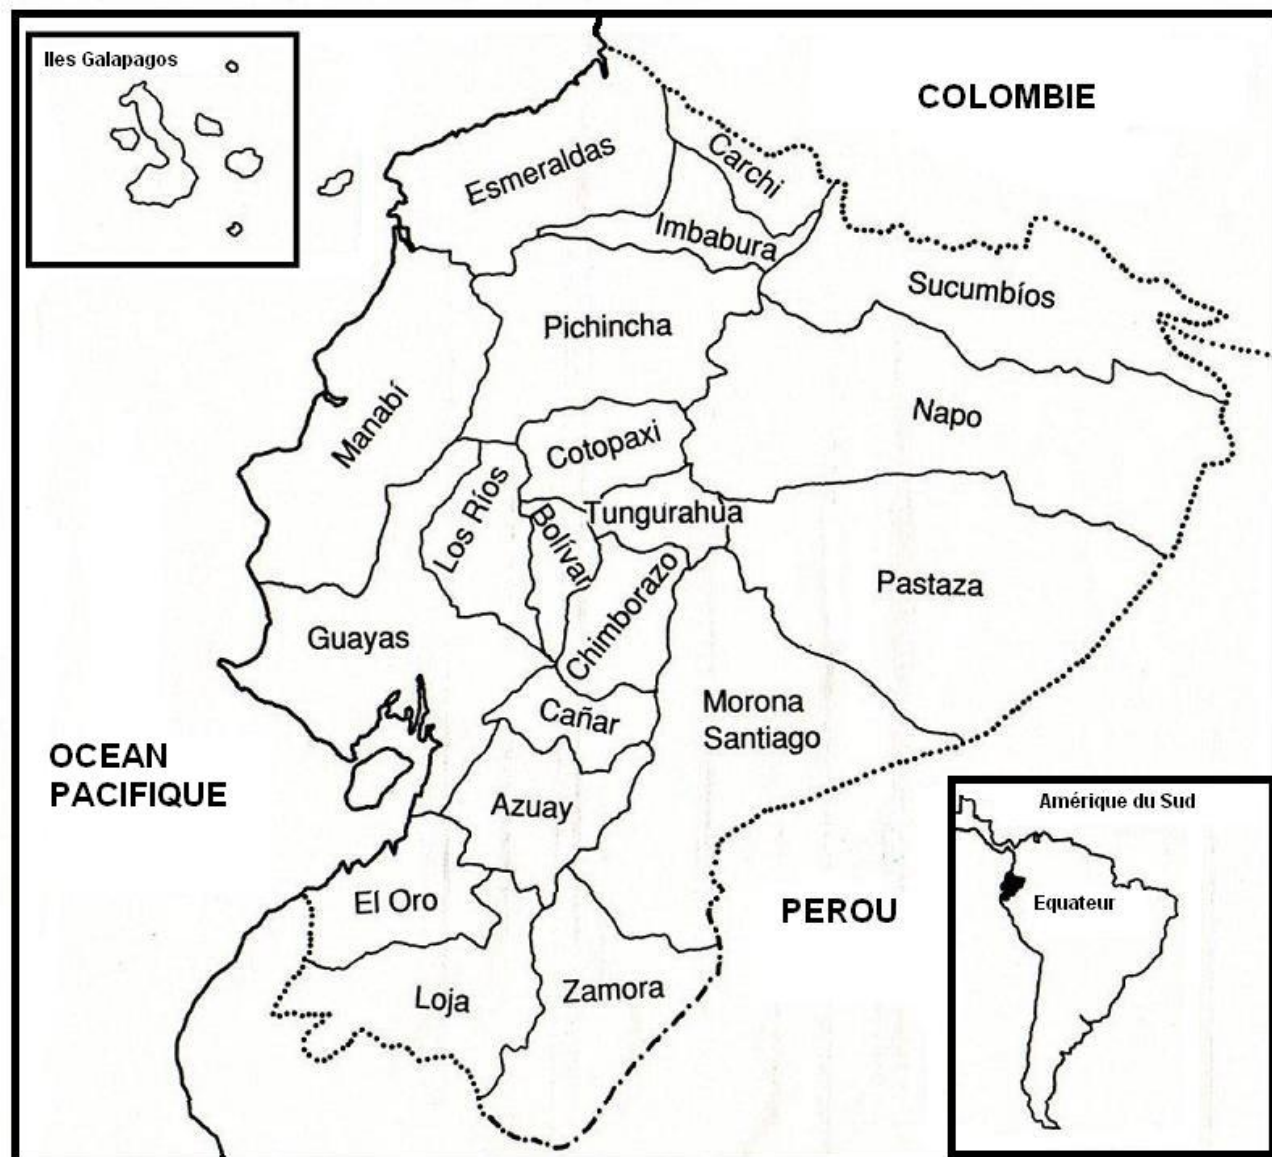 Iles Galapagos
COLOMBIE
Carchi
Esmeraldas
Imbabura
Sucumbíos
Pichincha
Napo
Manabí
Cotopaxi
Los Ríos
Tungurahua
Bolívar
Pastaza
Chimborazo
Guayas
Morona
Santiago
Cañar
OCEAN
PACIFIQUE
Azuay
Amérique du Sud
El Oro
PEROU
Equateur
Loja
Zamora